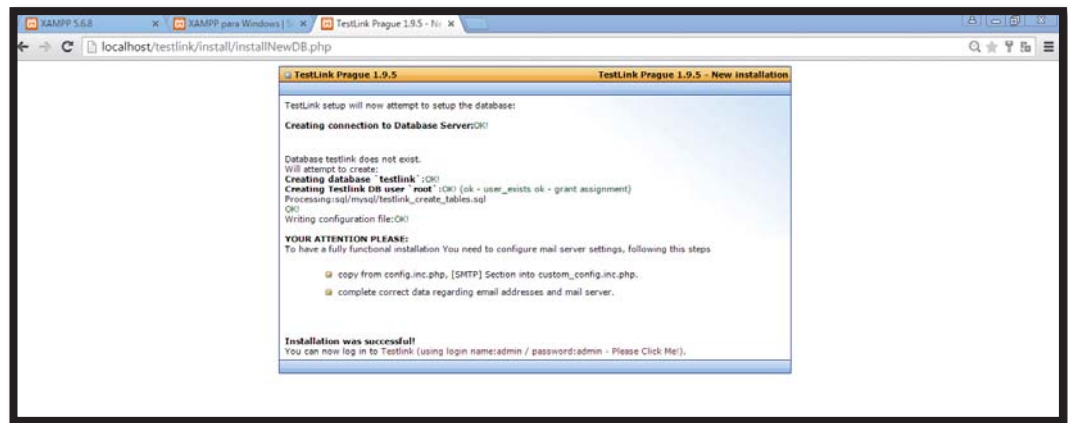 XAMPP 5.6.8
XAMPP para Windows
TestLink Prague 1.9.5 - Ne
localhost/testlink/install/installNewDB.php
TestLink Prague 1.9.5
TestLink Prague 1.9.5 - New installation
TestLink setup will now attempt to setup the database:
Creating connection to Database Server:OK!
Database testlink does not exist.
Will attempt to create:
Creating database `testlink`:OK!
Creating Testlink DB user `root`:OK! (ok - user_exists ok - grant assignment)
Processing:sql/mysql/testlink_create_tables.sql
OK!
Writing configuration file:OK!
YOUR ATTENTION PLEASE:
To have a fully functional installation You need to configure mail server settings, following this steps
copy from config.inc.php, [SMTP] Section into custom_config.inc.php.
complete correct data regarding email addresses and mail server.
Installation was successful!
You can now log in to Testlink (using login name:admin / password:admin - Please Click Me!).